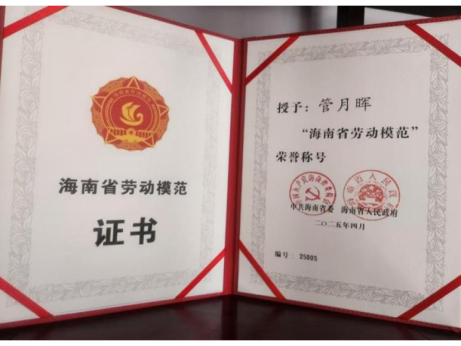 海南省劳动模范
证书
授予：管月晖
“海南省劳动模范”
荣誉称号
中共海南省委 海南省人民政府
二〇二五年四月
编号：25005